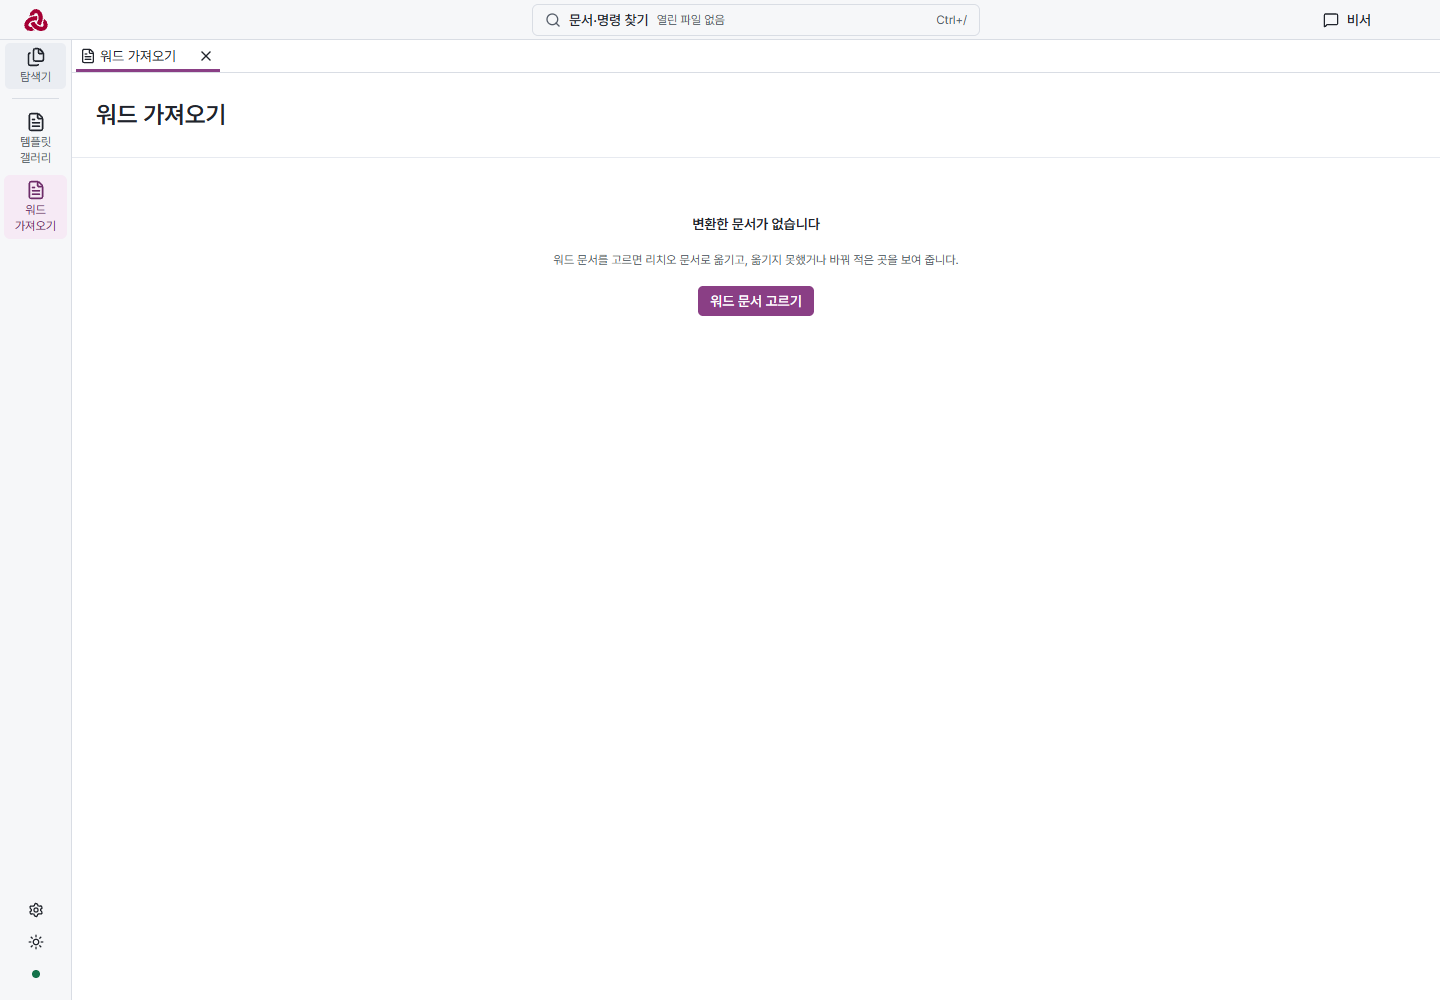 문서·명령 찾기 열린 파일 없음 Ctrl+/
비서
탐색기
템플릿
갤러리
워드
가져오기
워드 가져오기
워드 가져오기
변환한 문서가 없습니다
워드 문서를 고르면 리치오 문서로 옮기고, 옮기지 못했거나 바꿔 적은 곳을 보여 줍니다.
워드 문서 고르기